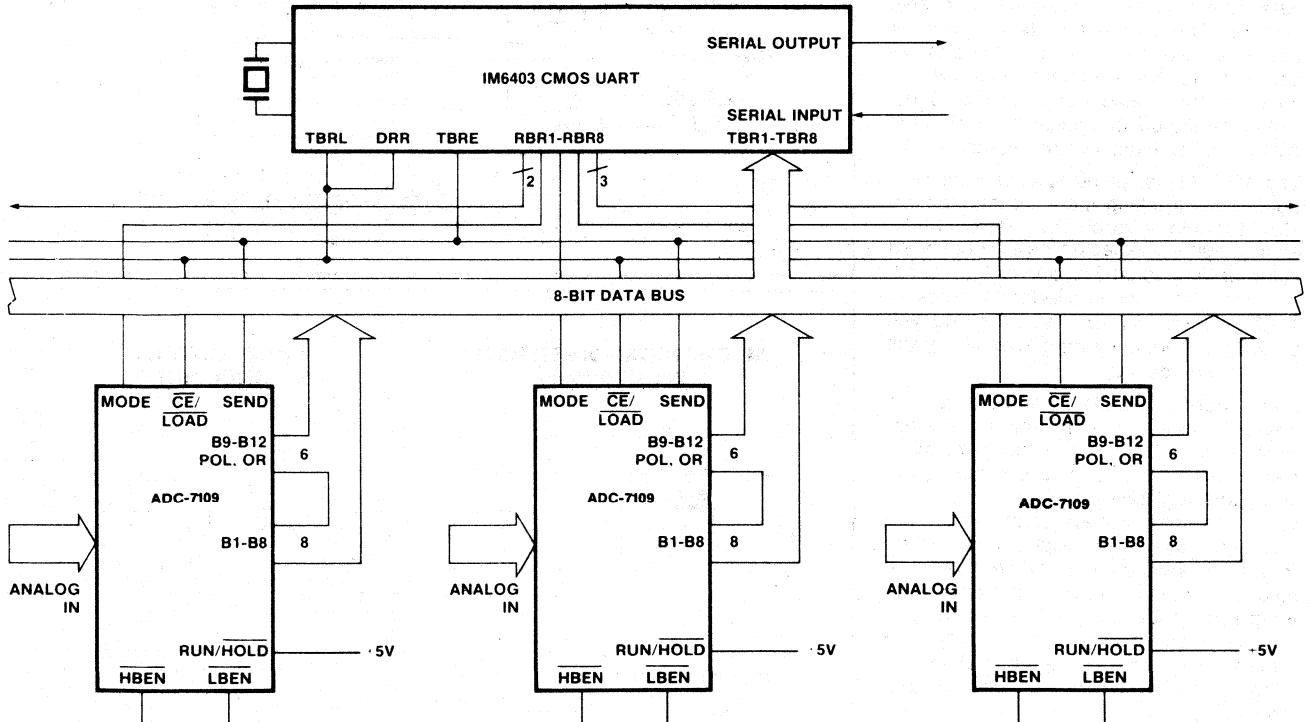 SERIAL OUTPUT
IM6403 CMOS UART
SERIAL INPUT
TBRL DRR TBRE RBR1-RBR8 TBR1-TBR8
2 3
8-BIT DATA BUS
MODE CE/ SEND
LOAD
B9-B12
POL, OR 6
ADC-7109
B1-B8 8
ANALOG
IN
RUN/HOLD +5V
HBEN LBEN
MODE CE/ SEND
LOAD
B9-B12
POL, OR 6
ADC-7109
B1-B8 8
ANALOG
IN
RUN/HOLD 5V
HBEN LBEN
MODE CE/ SEND
LOAD
B9-B12
POL, OR 6
ADC-7109
B1-B8 8
ANALOG
IN
RUN/HOLD +5V
HBEN LBEN